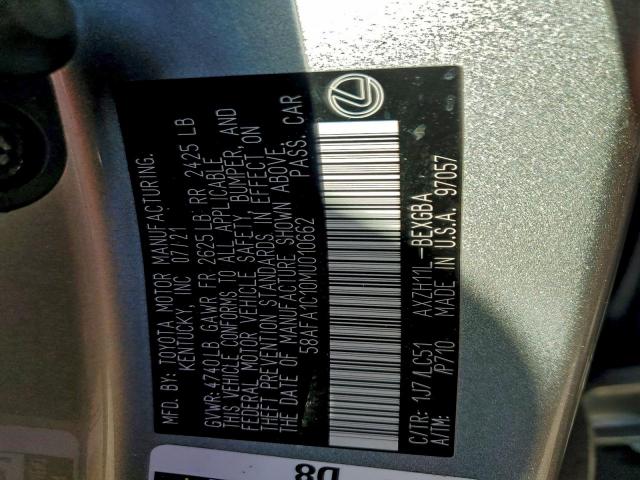 MFD. BY: TOYOTA MOTOR MANUFACTURING.
KENTUCKY, INC 07/21
GVWR: 4740LB GAWR FR 2625LB RR 2425 LB
THIS VEHICLE CONFORMS TO ALL APPLICABLE
FEDERAL MOTOR VEHICLE SAFETY, BUMPER, AND
THEFT PREVENTION STANDARDS IN EFFECT ON
THE DATE OF MANUFACTURE SHOWN ABOVE.
58AFA1C10MU010662 PASS. CAR
C/TR: 1J7 /LC51 AXZH11L-BEXGBA
A/TM: /P710 MADE IN U.S.A. 97057
D8